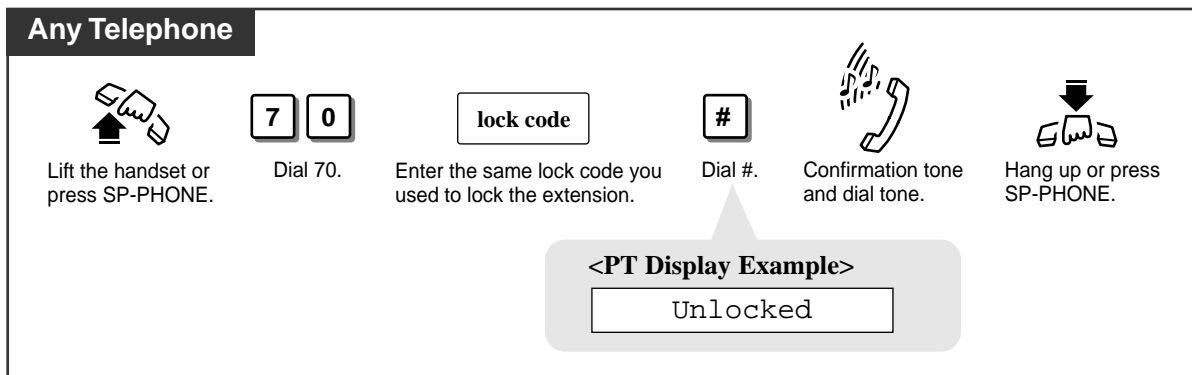 Any Telephone
7 0
lock code
#
Lift the handset or
press SP-PHONE.
Dial 70.
Enter the same lock code you
used to lock the extension.
Dial #.
Confirmation tone
and dial tone.
Hang up or press
SP-PHONE.
<PT Display Example>
Unlocked